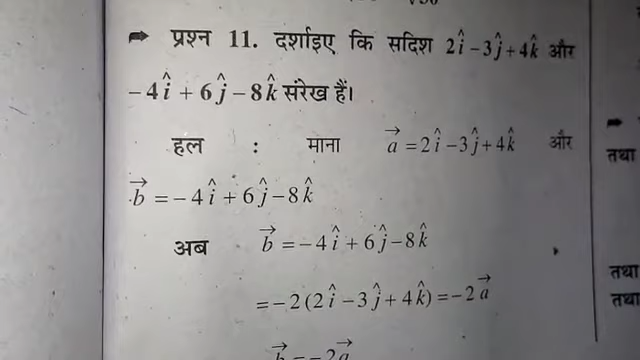 ➡ प्रश्न 11. दर्शाइए कि सदिश 2î − 3ĵ + 4k̂ और
− 4î + 6ĵ − 8k̂ संरेख हैं।
हल : माना a⃗ = 2î − 3ĵ + 4k̂ और
b⃗ = − 4î + 6ĵ − 8k̂
अब b⃗ = − 4î + 6ĵ − 8k̂
= − 2 (2î − 3ĵ + 4k̂) = −2 a⃗
b⃗ = − 2a⃗
तथा
तथा
तथा